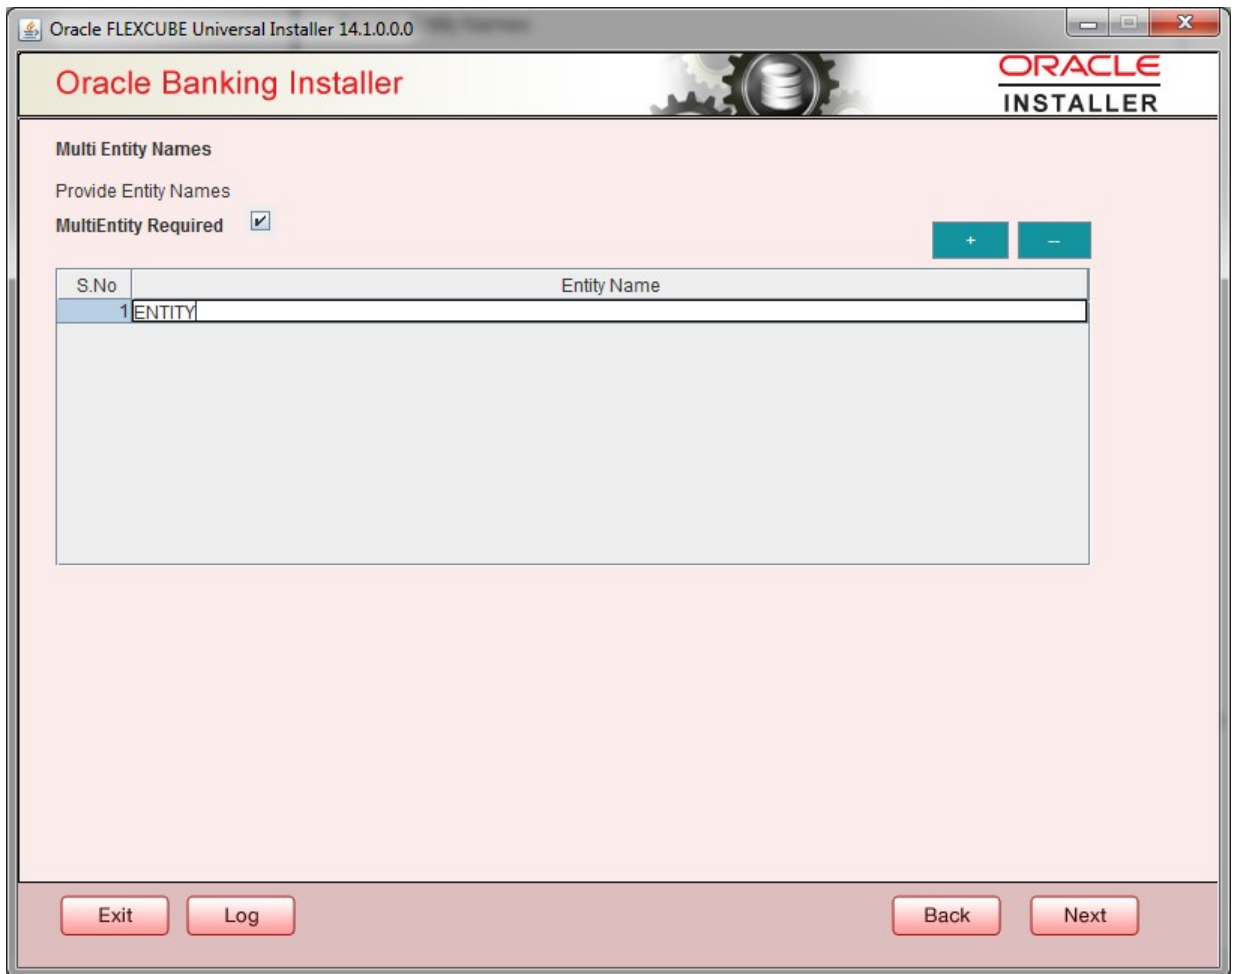 Oracle FLEXCUBE Universal Installer 14.1.0.0.0
Oracle Banking Installer
ORACLE
INSTALLER
Multi Entity Names
Provide Entity Names
MultiEntity Required
+ --
S.No Entity Name
1 ENTITY
Exit Log Back Next